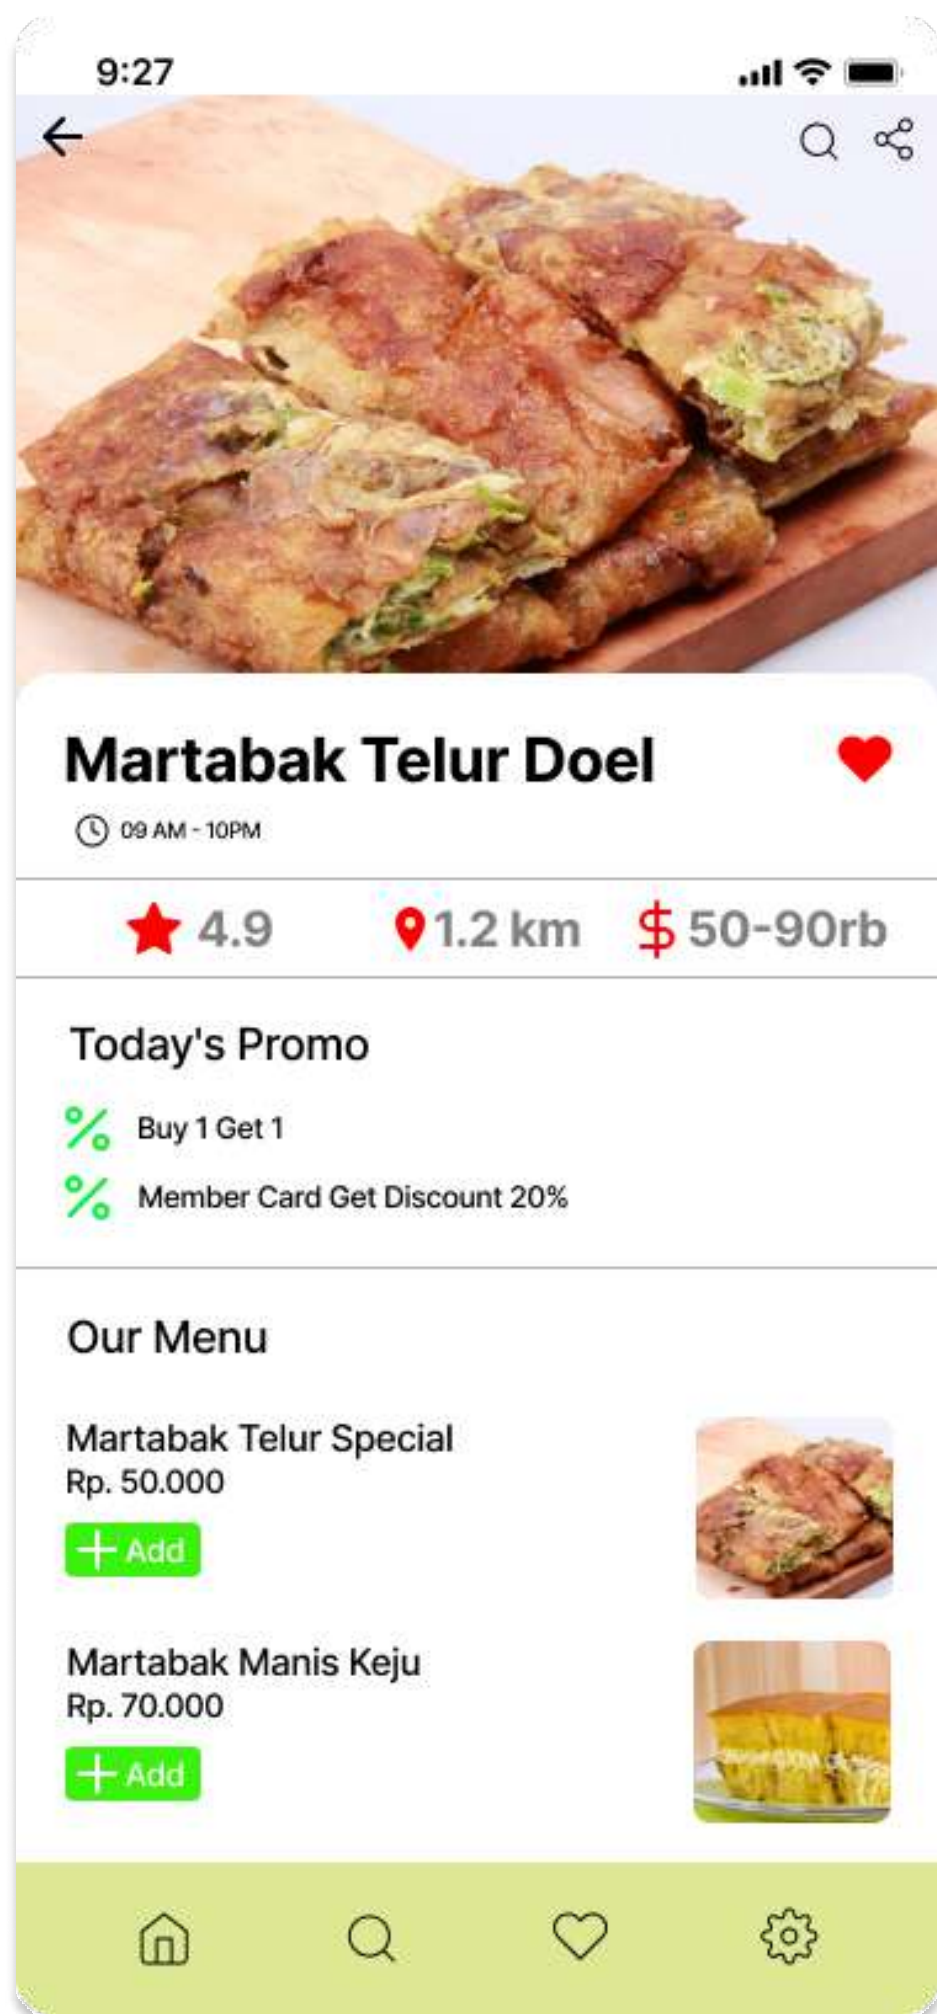 9:27
Martabak Telur Doel
09 AM - 10PM
4.9
1.2 km
$ 50-90rb
Today's Promo
% Buy 1 Get 1
% Member Card Get Discount 20%
Our Menu
Martabak Telur Special
Rp. 50.000
+ Add
Martabak Manis Keju
Rp. 70.000
+ Add